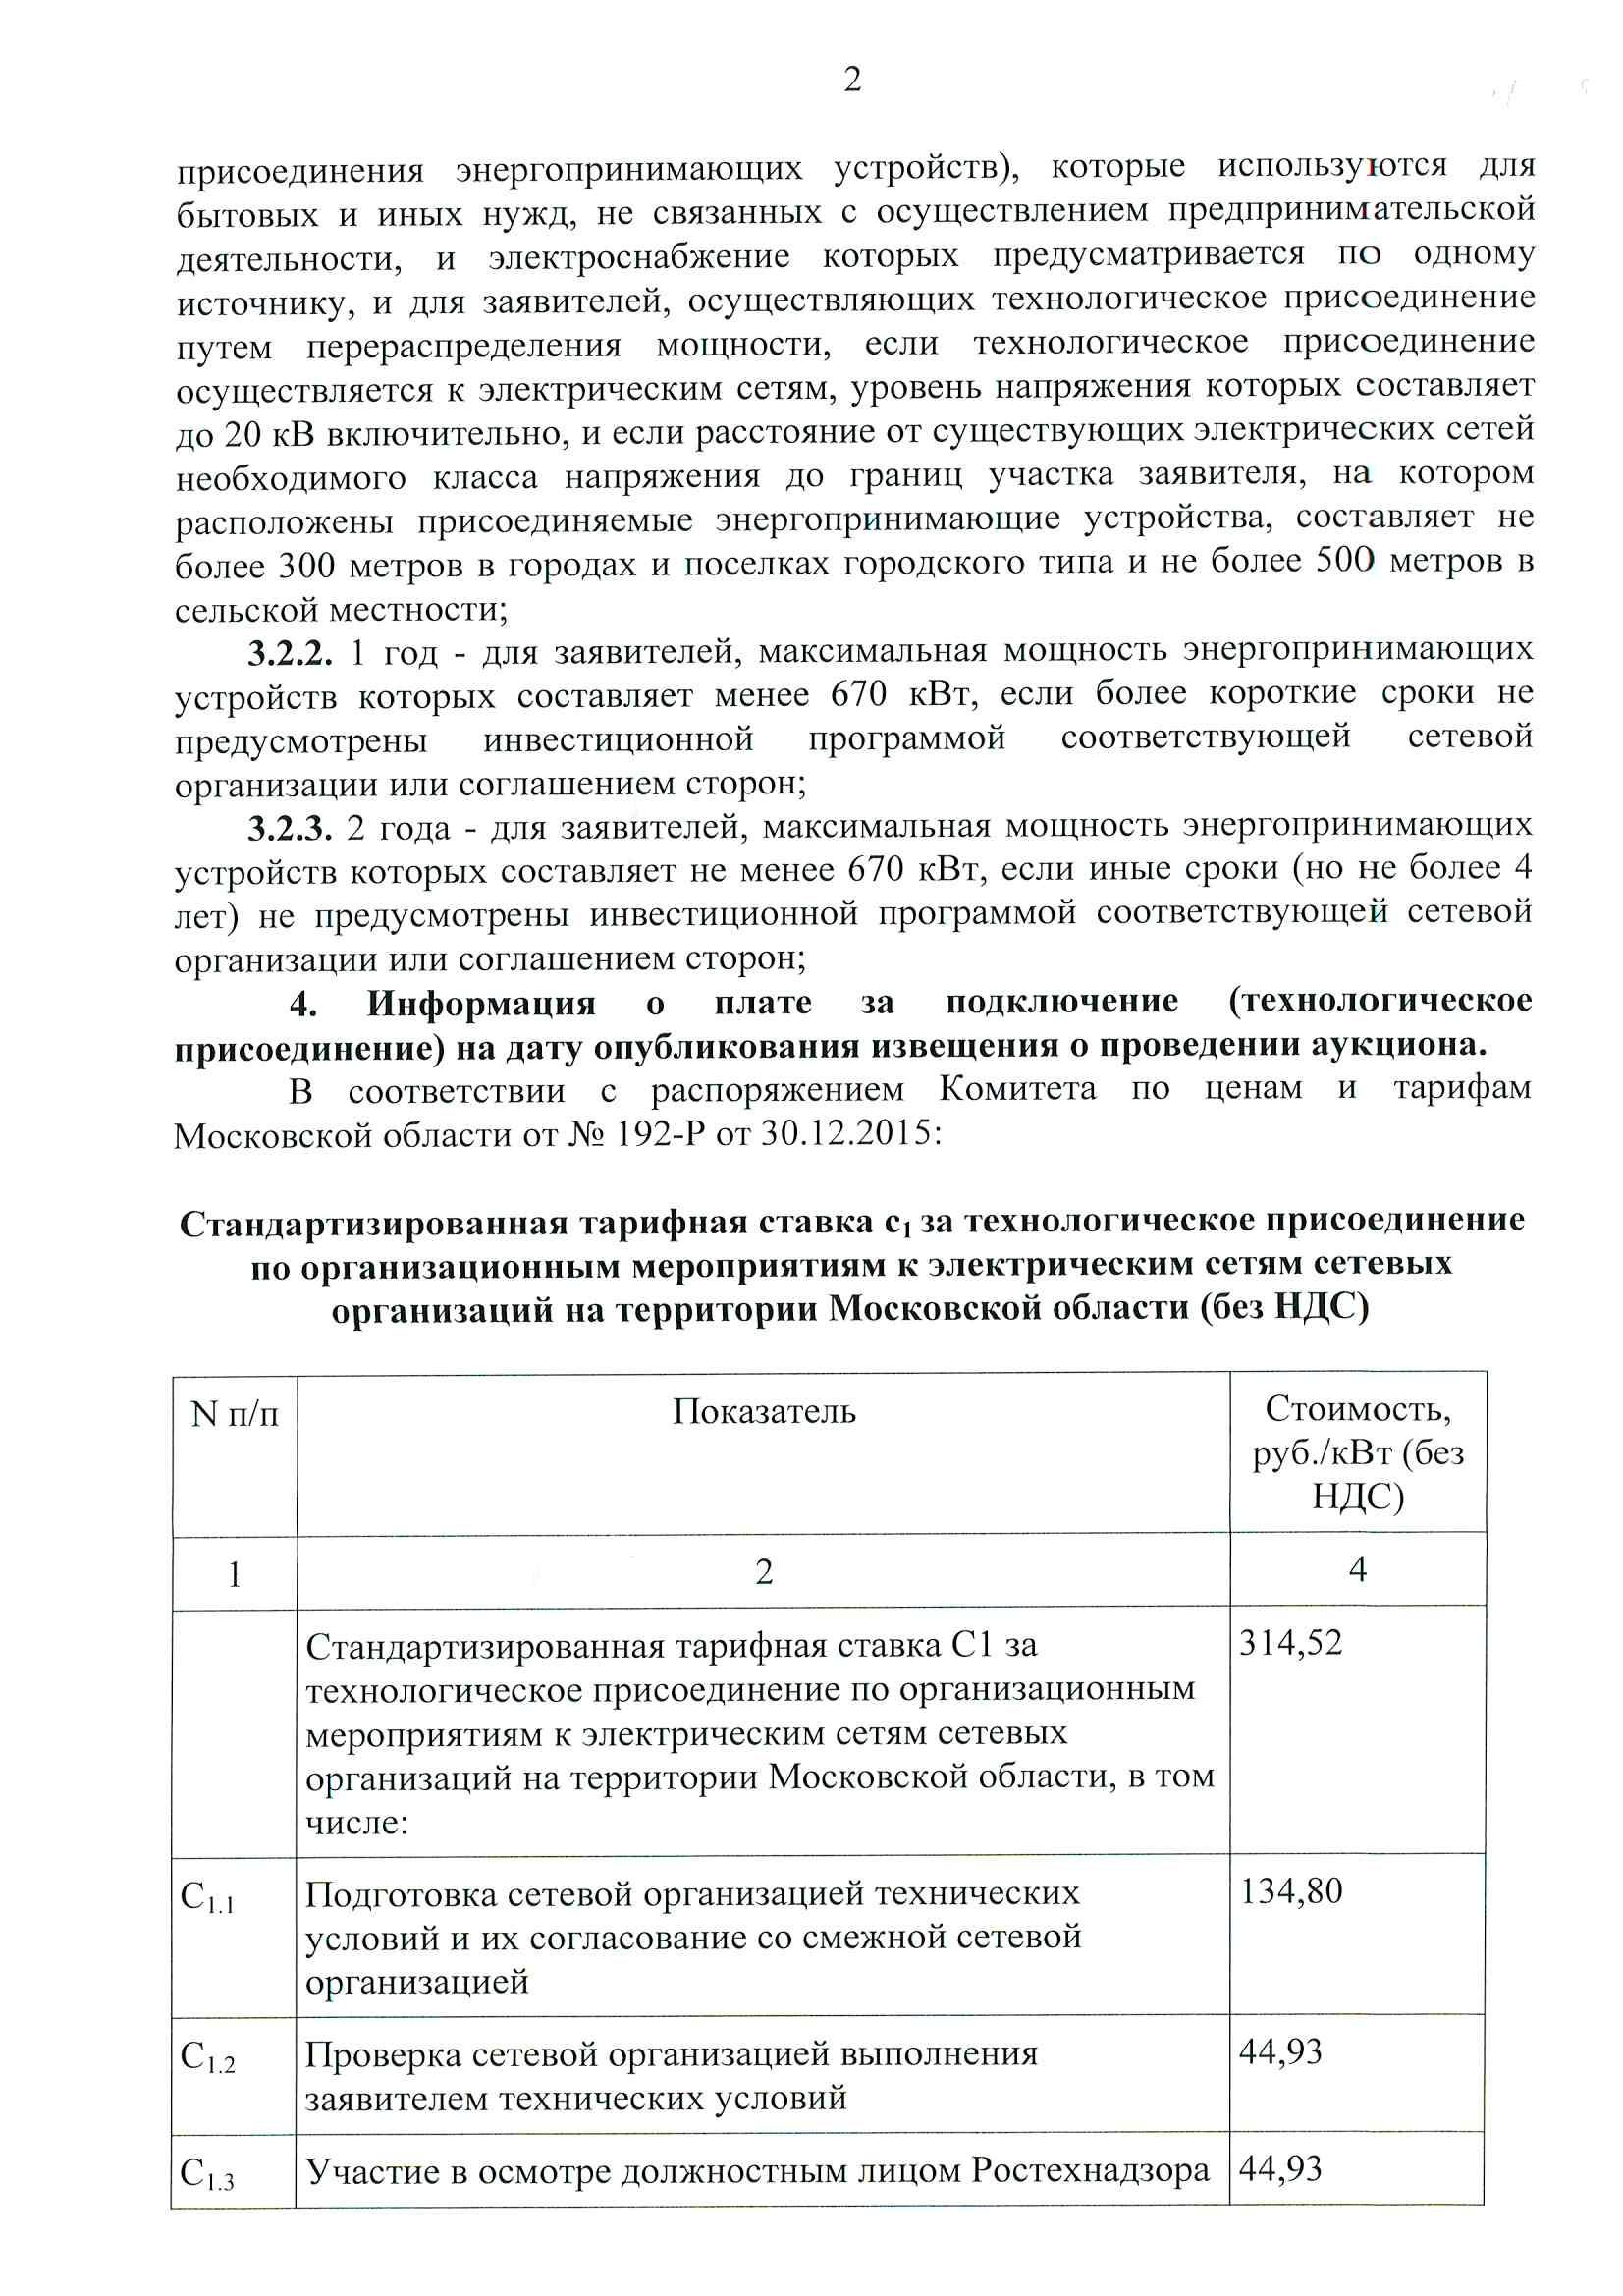 2
присоединения энергопринимающих устройств), которые используются для
бытовых и иных нужд, не связанных с осуществлением предпринимательской
деятельности, и электроснабжение которых предусматривается по одному
источнику, и для заявителей, осуществляющих технологическое присоединение
путем перераспределения мощности, если технологическое присоединение
осуществляется к электрическим сетям, уровень напряжения которых составляет
до 20 кВ включительно, и если расстояние от существующих электрических сетей
необходимого класса напряжения до границ участка заявителя, на котором
расположены присоединяемые энергопринимающие устройства, составляет не
более 300 метров в городах и поселках городского типа и не более 500 метров в
сельской местности;
3.2.2. 1 год - для заявителей, максимальная мощность энергопринимающих
устройств которых составляет менее 670 кВт, если более короткие сроки не
предусмотрены инвестиционной программой соответствующей сетевой
организации или соглашением сторон;
3.2.3. 2 года - для заявителей, максимальная мощность энергопринимающих
устройств которых составляет не менее 670 кВт, если иные сроки (но не более 4
лет) не предусмотрены инвестиционной программой соответствующей сетевой
организации или соглашением сторон;
4. Информация о плате за подключение (технологическое
присоединение) на дату опубликования извещения о проведении аукциона.
В соответствии с распоряжением Комитета по ценам и тарифам
Московской области от № 192-Р от 30.12.2015:
Стандартизированная тарифная ставка с₁ за технологическое присоединение
по организационным мероприятиям к электрическим сетям сетевых
организаций на территории Московской области (без НДС)
N п/п Показатель Стоимость,
руб./кВт (без
НДС)
1 2 4
Стандартизированная тарифная ставка С1 за 314,52
технологическое присоединение по организационным
мероприятиям к электрическим сетям сетевых
организаций на территории Московской области, в том
числе:
С₁.₁ Подготовка сетевой организацией технических 134,80
условий и их согласование со смежной сетевой
организацией
С₁.₂ Проверка сетевой организацией выполнения 44,93
заявителем технических условий
С₁.₃ Участие в осмотре должностным лицом Ростехнадзора 44,93